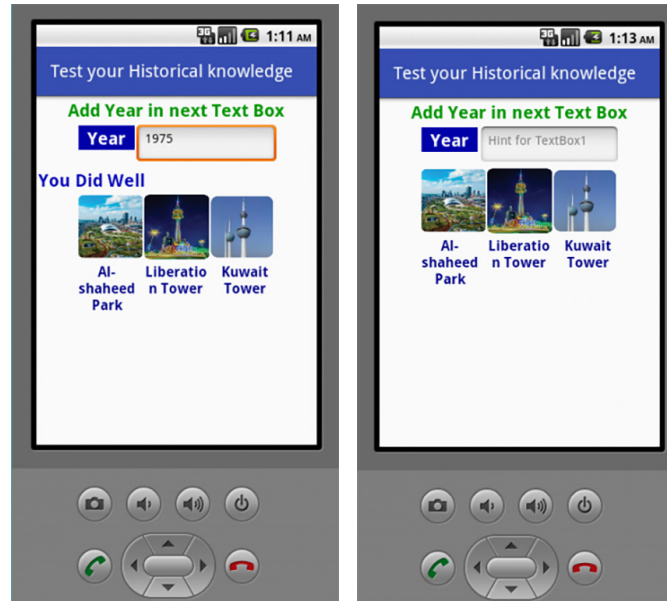 3G 1:11 AM
Test your Historical knowledge
Add Year in next Text Box
Year 1975
You Did Well
Al-
shaheed
Park
Liberatio
n Tower
Kuwait
Tower
3G 1:13 AM
Test your Historical knowledge
Add Year in next Text Box
Year Hint for TextBox1
Al-
shaheed
Park
Liberatio
n Tower
Kuwait
Tower